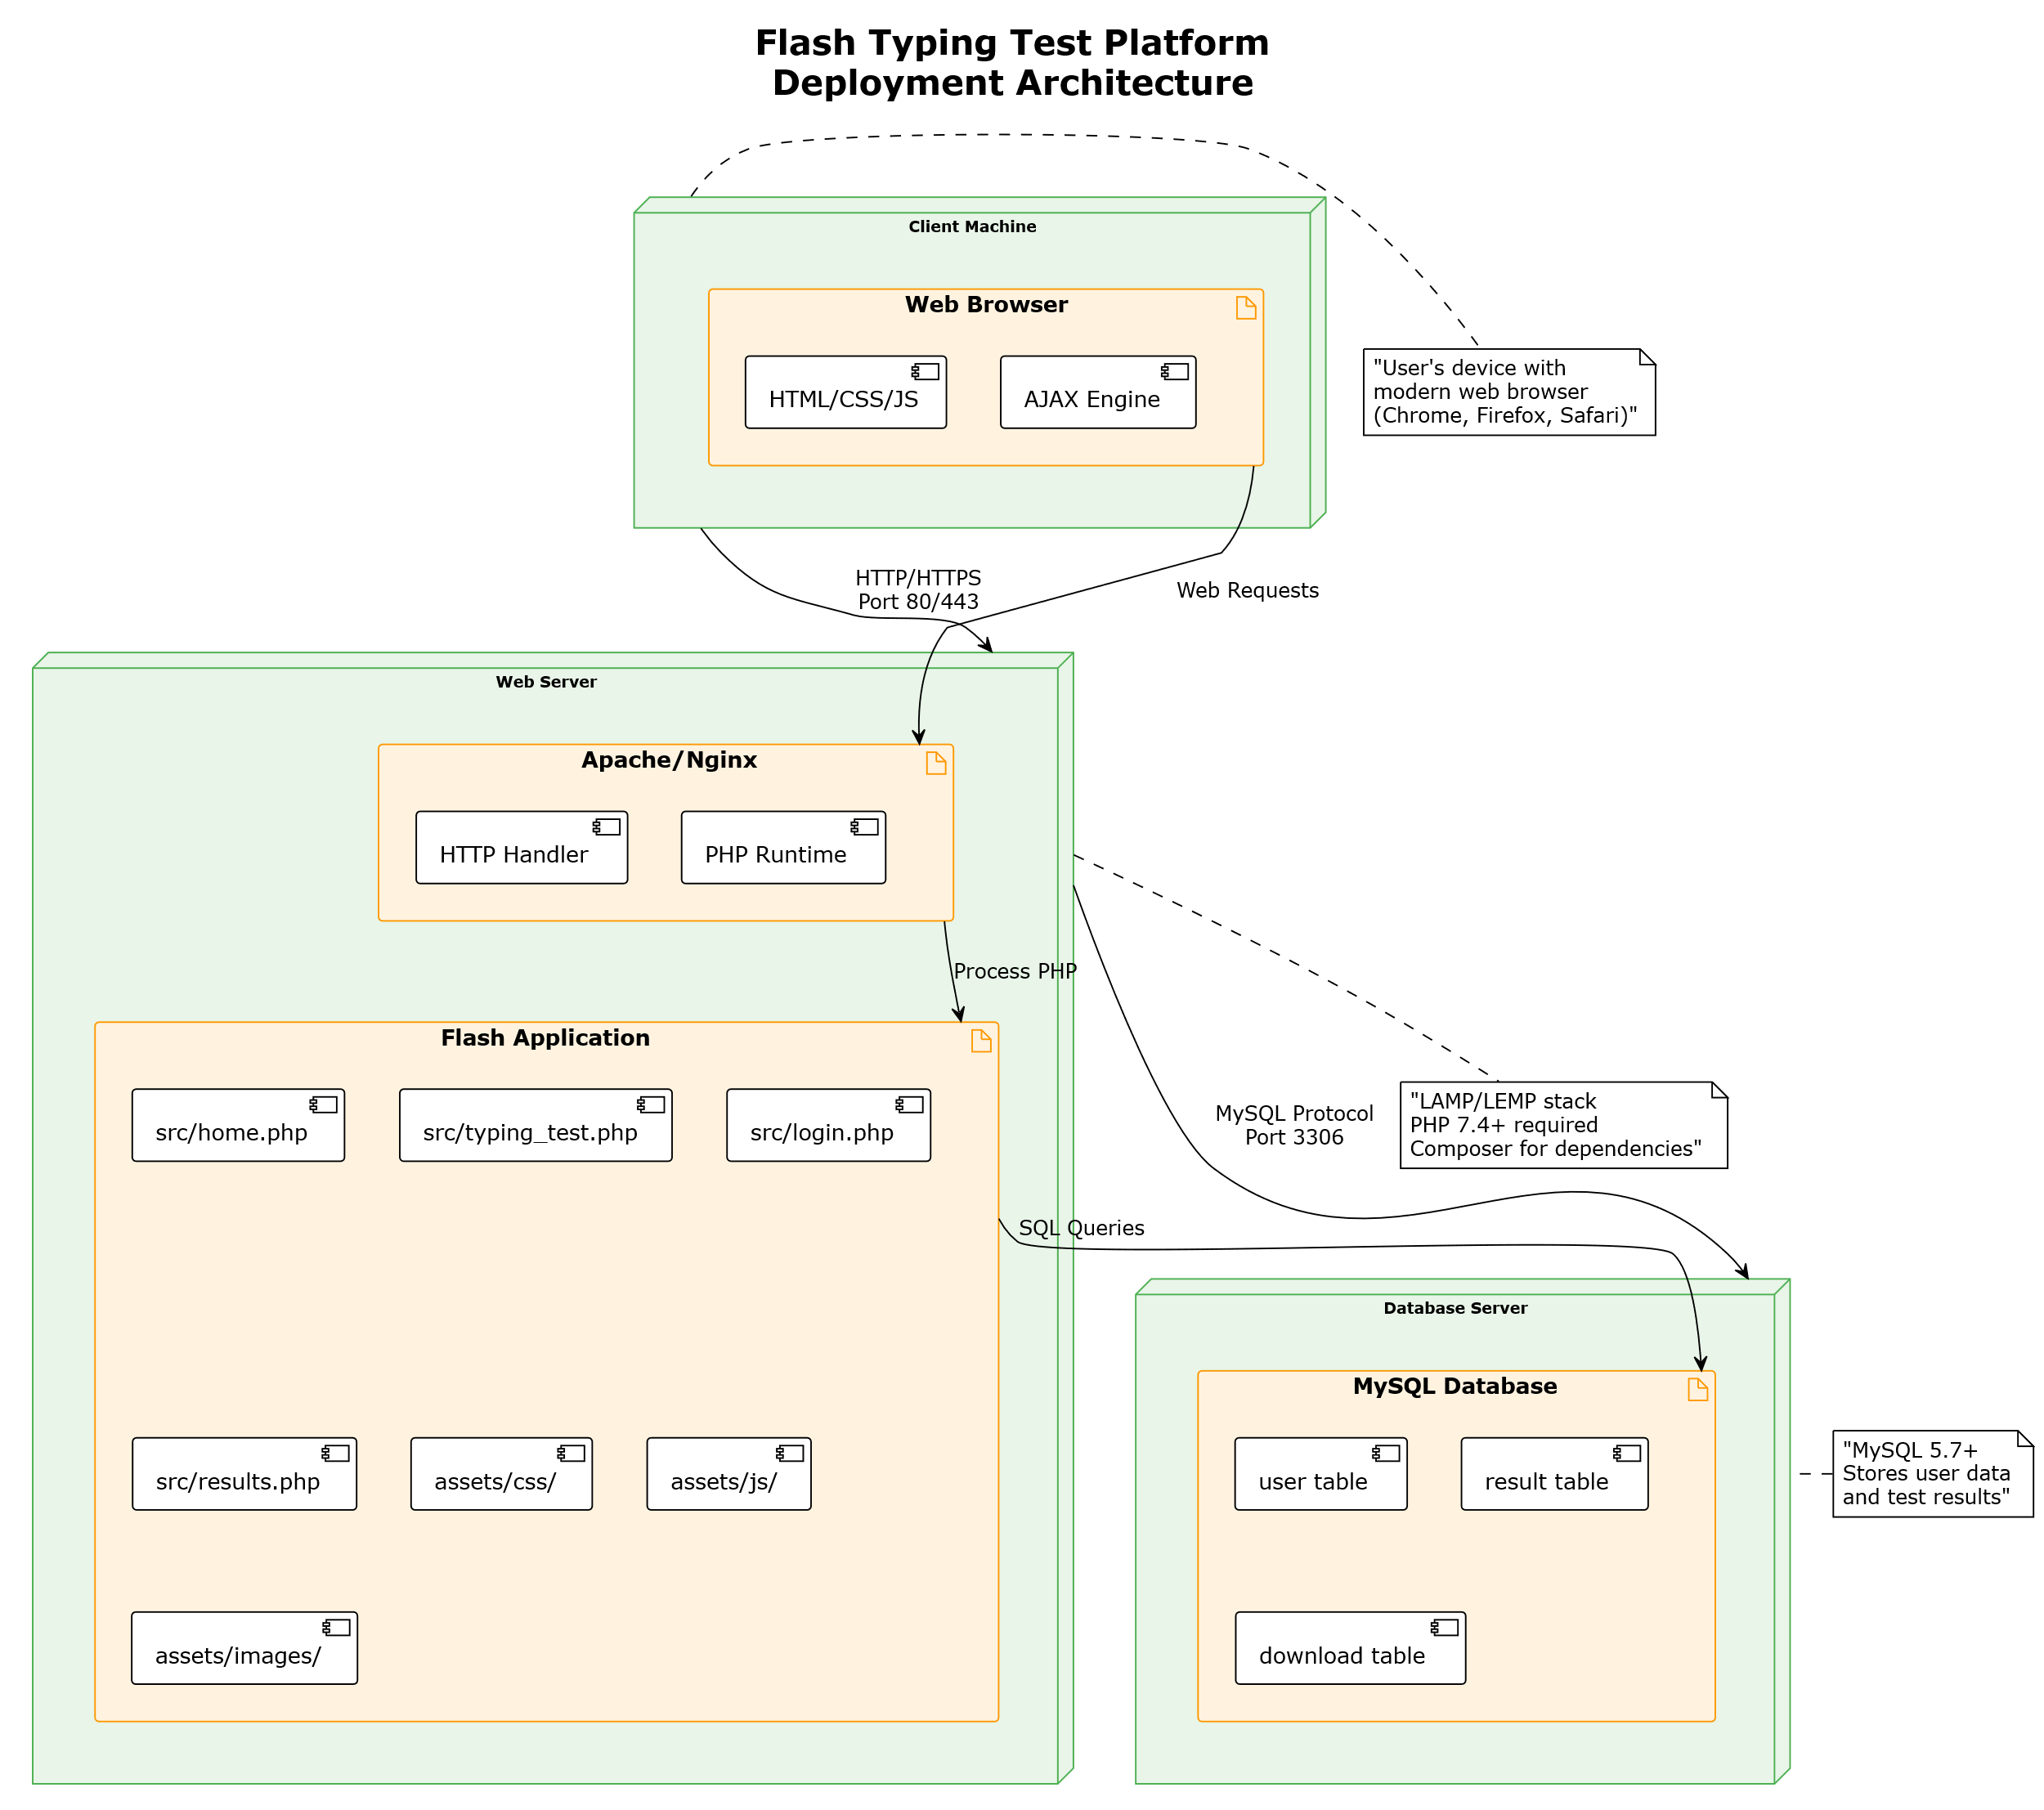 Flash Typing Test Platform
Deployment Architecture
Client Machine
Web Browser
HTML/CSS/JS
AJAX Engine
"User's device with
modern web browser
(Chrome, Firefox, Safari)"
HTTP/HTTPS
Port 80/443
Web Requests
Web Server
Apache/Nginx
HTTP Handler
PHP Runtime
Process PHP
Flash Application
src/home.php
src/typing_test.php
src/login.php
MySQL Protocol
Port 3306
"LAMP/LEMP stack
PHP 7.4+ required
Composer for dependencies"
SQL Queries
Database Server
MySQL Database
src/results.php
assets/css/
assets/js/
user table
result table
"MySQL 5.7+
Stores user data
and test results"
assets/images/
download table